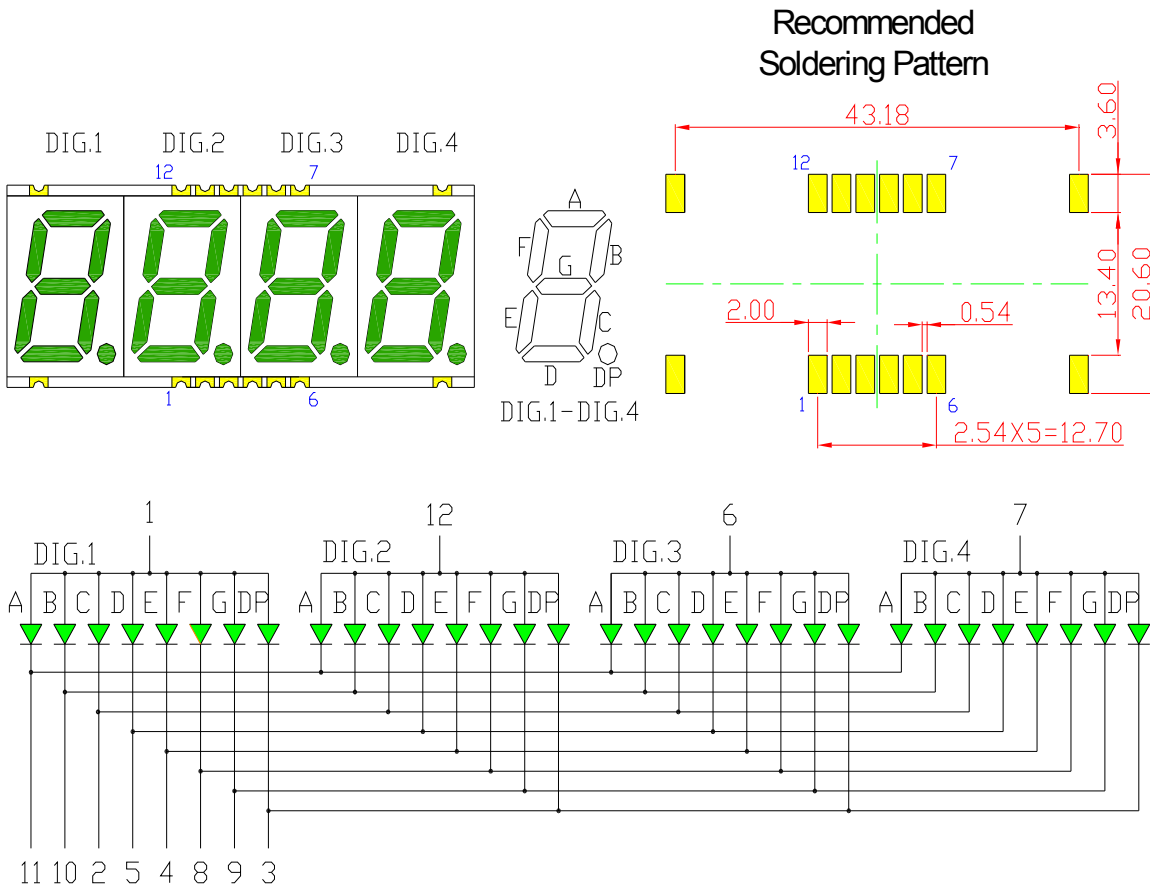 Recommended
Soldering Pattern
DIG.1 DIG.2 DIG.3 DIG.4
12 7
1 6
A
F B
G
E C
D DP
DIG.1-DIG.4
43.18
3.60
12 7
13.40
20.60
2.00 0.54
1 6
2.54X5=12.70
1 12 6 7
DIG.1 DIG.2 DIG.3 DIG.4
A B C D E F G DP A B C D E F G DP A B C D E F G DP A B C D E F G DP
11 10 2 5 4 8 9 3